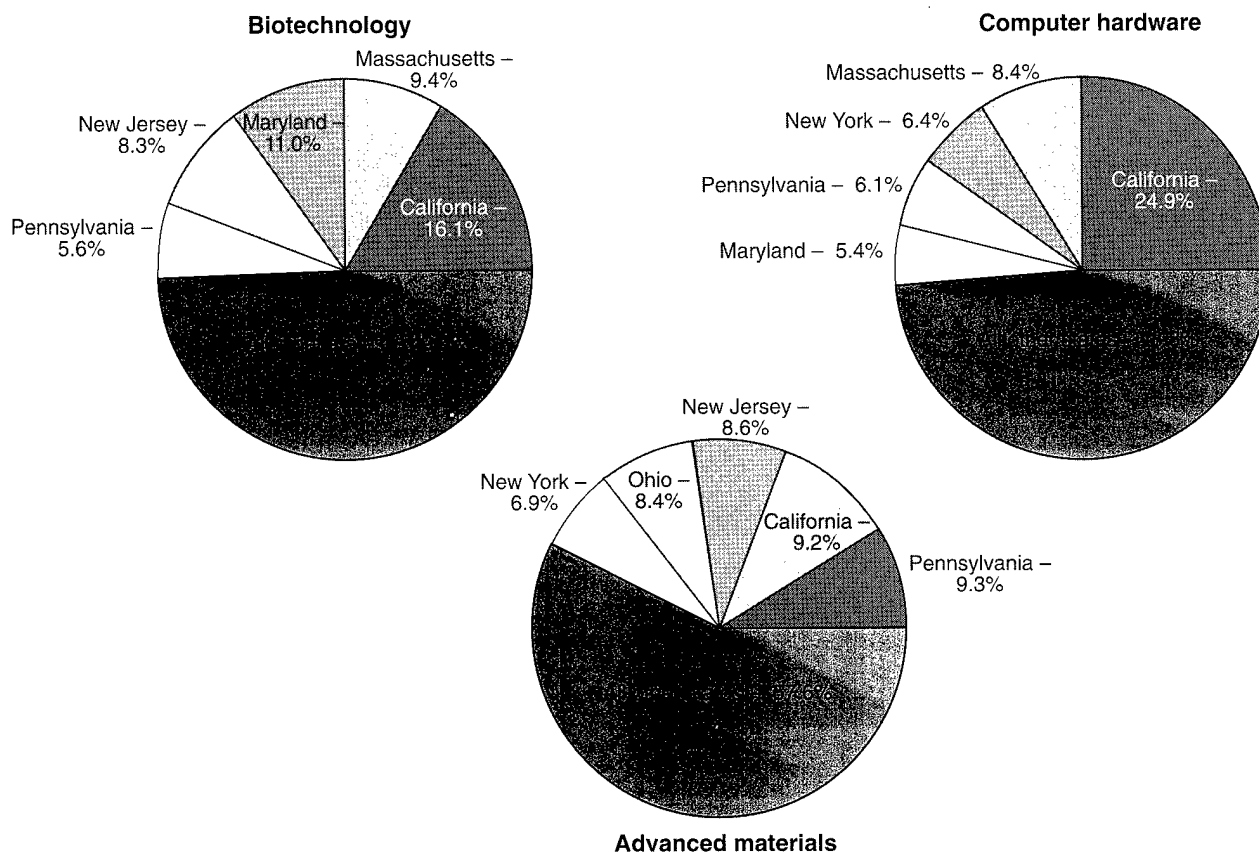 Biotechnology
Massachusetts –
9.4%
New Jersey –
8.3%
Maryland –
11.0%
California –
16.1%
Pennsylvania –
5.6%
Computer hardware
Massachusetts – 8.4%
New York – 6.4%
California –
24.9%
Pennsylvania – 6.1%
Maryland – 5.4%
New Jersey –
8.6%
New York –
6.9%
Ohio –
8.4%
California –
9.2%
Pennsylvania –
9.3%
Advanced materials